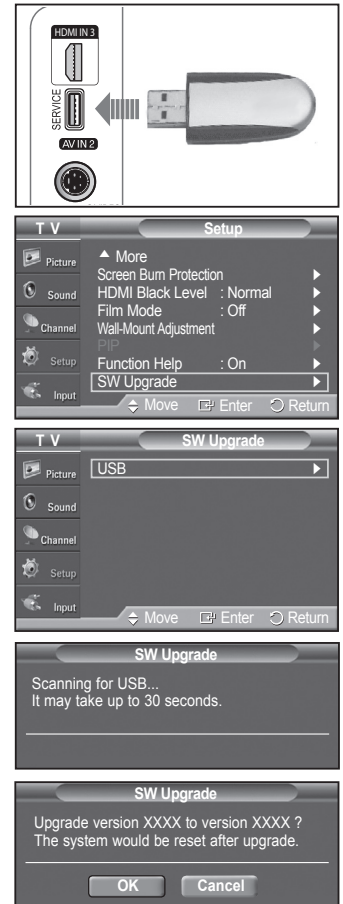 HDMI IN 3
SERVICE
AV IN 2
T V
Setup
Picture
Sound
Channel
Setup
Input
▲ More
Screen Burn Protection
HDMI Black Level : Normal
Film Mode : Off
Wall-Mount Adjustment
PIP
Function Help : On
SW Upgrade
Move Enter Return
T V
SW Upgrade
Picture
Sound
Channel
Setup
Input
USB
Move Enter Return
SW Upgrade
Scanning for USB...
It may take up to 30 seconds.
SW Upgrade
Upgrade version XXXX to version XXXX ?
The system would be reset after upgrade.
OK Cancel